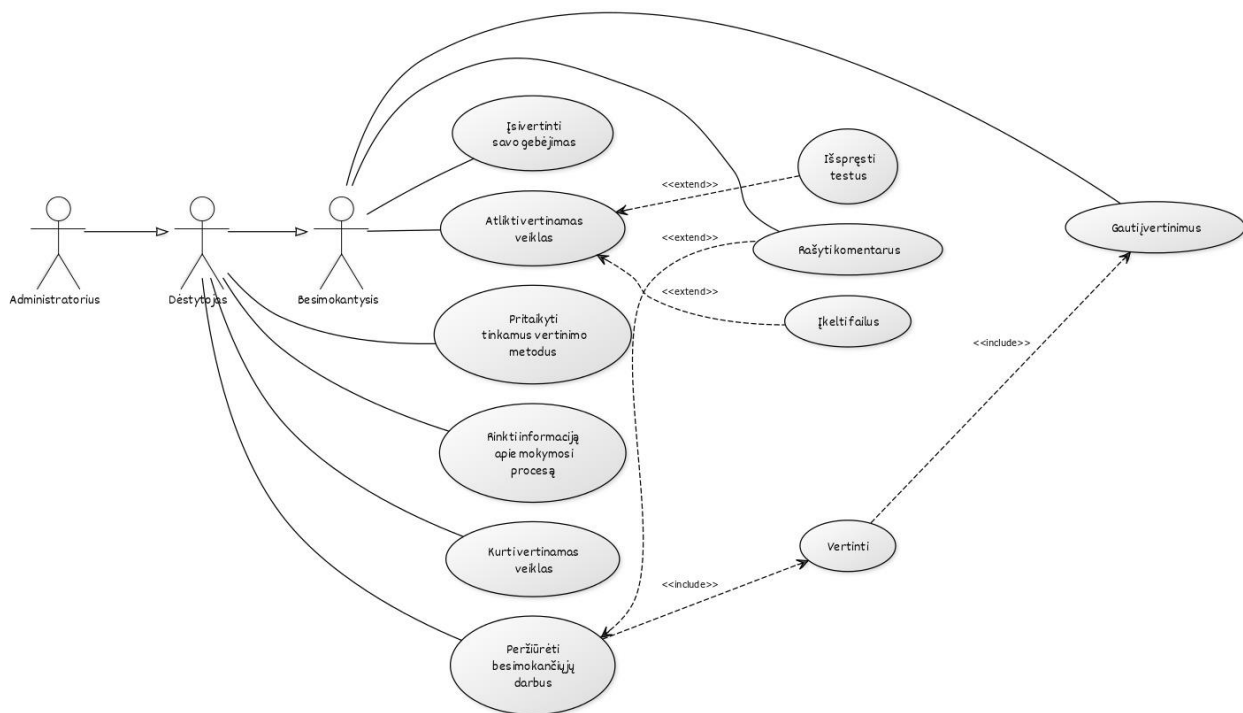 Įsivertinti
savo gebėjimas
Išspręsti
testus
<<extend>>
Atlikti vertinamas
veiklas
Gauti įvertinimus
<<extend>>
Rašyti komentarus
Administratorius
Dėstytojas
Besimokantysis
<<extend>>
Įkelti failus
Pritaikyti
tinkamus vertinimo
metodus
<<include>>
Rinkti informaciją
apie mokymosi
procesą
Kurti vertinamas
veiklas
Vertinti
<<include>>
Peržiūrėti
besimokančiųjų
darbus